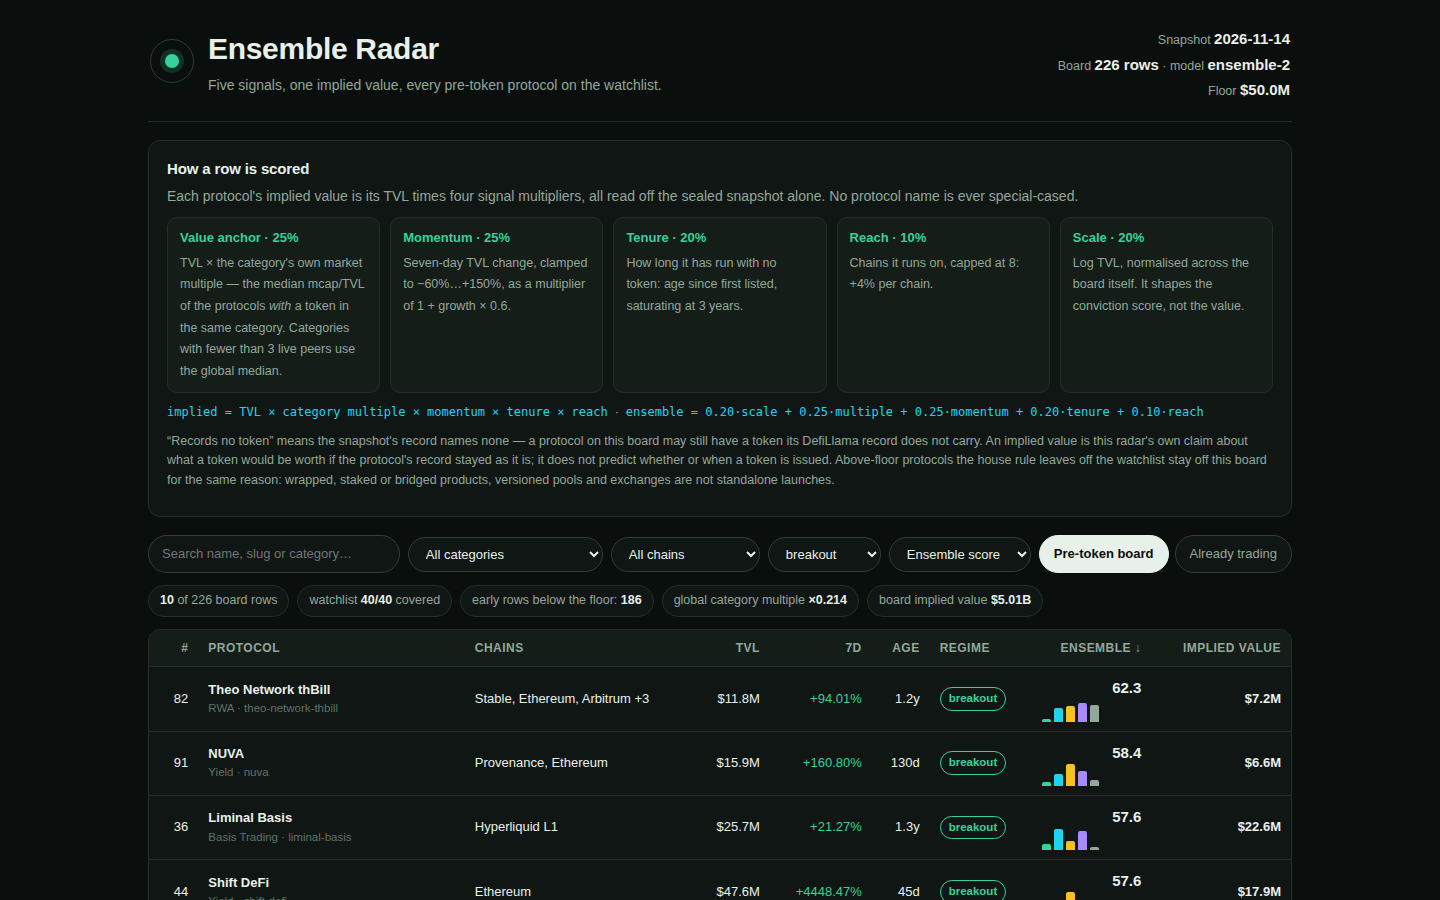 Ensemble Radar
Five signals, one implied value, every pre-token protocol on the watchlist.
Snapshot 2026-11-14
Board 226 rows · model ensemble-2
Floor $50.0M
How a row is scored
Each protocol's implied value is its TVL times four signal multipliers, all read off the sealed snapshot alone. No protocol name is ever special-cased.
Value anchor · 25%
TVL × the category's own market
multiple — the median mcap/TVL
of the protocols with a token in
the same category. Categories
with fewer than 3 live peers use
the global median.
Momentum · 25%
Seven-day TVL change, clamped
to −60%…+150%, as a multiplier
of 1 + growth × 0.6.
Tenure · 20%
How long it has run with no
token: age since first listed,
saturating at 3 years.
Reach · 10%
Chains it runs on, capped at 8:
+4% per chain.
Scale · 20%
Log TVL, normalised across the
board itself. It shapes the
conviction score, not the value.
implied = TVL × category multiple × momentum × tenure × reach · ensemble = 0.20·scale + 0.25·multiple + 0.25·momentum + 0.20·tenure + 0.10·reach
“Records no token” means the snapshot's record names none — a protocol on this board may still have a token its DefiLlama record does not carry. An implied value is this radar's own claim about
what a token would be worth if the protocol's record stayed as it is; it does not predict whether or when a token is issued. Above-floor protocols the house rule leaves off the watchlist stay off this board
for the same reason: wrapped, staked or bridged products, versioned pools and exchanges are not standalone launches.
Search name, slug or category… All categories All chains breakout Ensemble score Pre-token board Already trading
10 of 226 board rows watchlist 40/40 covered early rows below the floor: 186 global category multiple ×0.214 board implied value $5.01B
# PROTOCOL CHAINS TVL 7D AGE REGIME ENSEMBLE ↓ IMPLIED VALUE
82 Theo Network thBill Stable, Ethereum, Arbitrum +3 $11.8M +94.01% 1.2y breakout 62.3 $7.2M
RWA · theo-network-thbill
91 NUVA Provenance, Ethereum $15.9M +160.80% 130d breakout 58.4 $6.6M
Yield · nuva
36 Liminal Basis Hyperliquid L1 $25.7M +21.27% 1.3y breakout 57.6 $22.6M
Basis Trading · liminal-basis
44 Shift DeFi Ethereum $47.6M +4448.47% 45d breakout 57.6 $17.9M